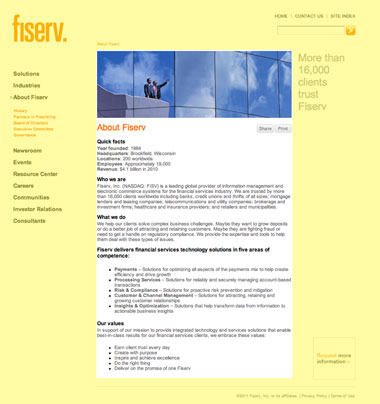 HOME | CONTACT US | SITE INDEX
fiserv.
About Fiserv
More than
16,000
clients
trust
Fiserv
Solutions
Industries
About Fiserv
History
Partners in Friendship
Board of Directors
Executive Committee
Governance
Newsroom
Events
Resource Center
Careers
Communities
Investor Relations
Consultants
About Fiserv
Share | Print
Quick facts
Year founded: 1984
Headquarters: Brookfield, Wisconsin
Locations: 200 worldwide
Employees: Approximately 19,000
Revenue: $4.1 billion in 2010
Who we are
Fiserv, Inc. (NASDAQ: FISV) is a leading global provider of information management and
electronic commerce systems for the financial services industry. We are trusted by more
than 16,000 clients worldwide including banks, credit unions and thrifts of all sizes; mortgage
lenders and leasing companies; telecommunications and utility companies; brokerage and
investment firms; healthcare and insurance providers; and retailers and municipalities.
What we do
We help our clients solve complex business challenges. Maybe they want to grow deposits
or do a better job of attracting and retaining customers. Maybe they are fighting fraud or
need to get a handle on regulatory compliance. We provide the expertise and tools to help
them deal with these types of issues.
Fiserv delivers financial services technology solutions in five areas of
competence:
Payments – Solutions for optimizing all aspects of the payments mix to help create
efficiency and drive growth
Processing Services – Solutions for reliably and securely managing account-based
transactions
Risk & Compliance – Solutions for proactive risk prevention and mitigation
Customer & Channel Management – Solutions for attracting, retaining and
growing customer relationships
Insights & Optimization – Solutions that help transform data from information to
actionable business insights
Our values
In support of our mission to provide integrated technology and services solutions that enable
best-in-class results for our financial services clients, we embrace these values:
Earn client trust every day
Create with purpose
Inspire and achieve excellence
Do the right thing
Deliver on the promise of one Fiserv
Request more
information
©2011 Fiserv, Inc. or its affiliates. | Privacy Policy | Terms of Use